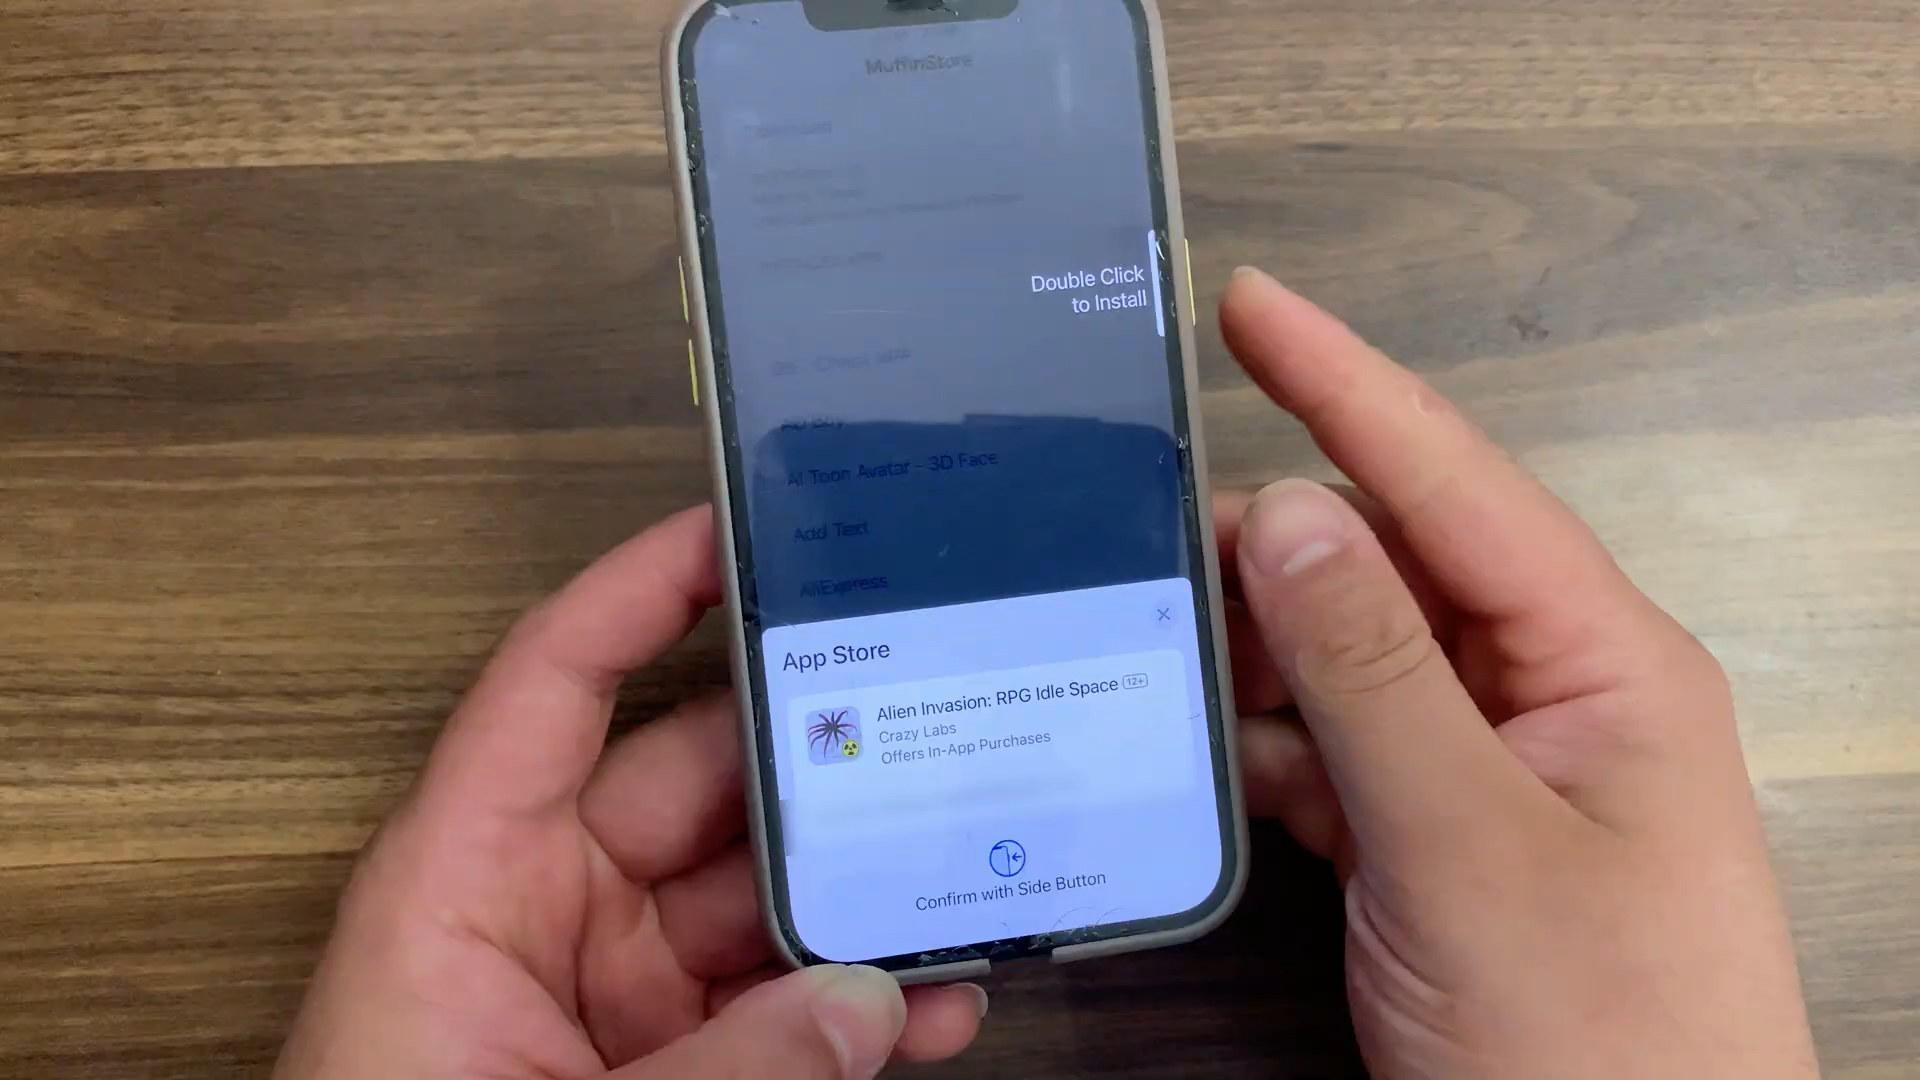 MuffinStore
Double Click
to Install
AI Toon Avatar - 3D Face
Add Text
AliExpress
App Store
Alien Invasion: RPG Idle Space 12+
Crazy Labs
Offers In-App Purchases
Confirm with Side Button